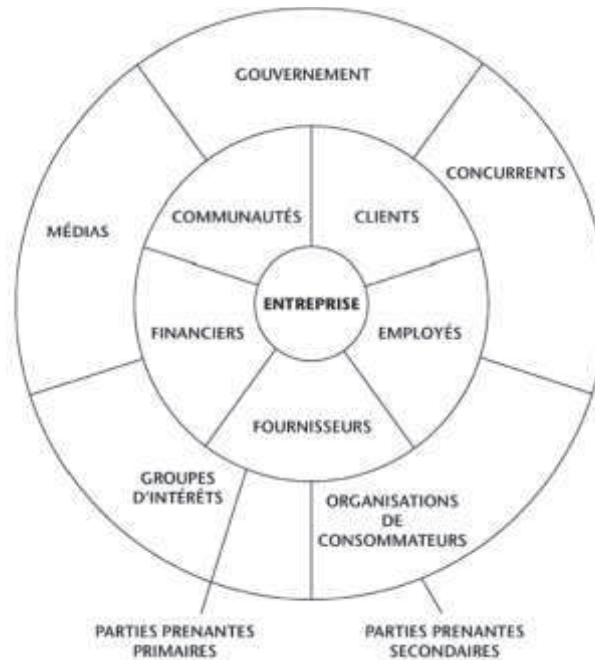 GOUVERNEMENT
CONCURRENTS
COMMUNAUTÉS
CLIENTS
MÉDIAS
ENTREPRISE
FINANCIERS
EMPLOYÉS
FOURNISSEURS
GROUPES
D'INTÉRÊTS
ORGANISATIONS
DE
CONSOMMATEURS
PARTIES PRENANTES
PRIMAIRES
PARTIES PRENANTES
SECONDAIRES